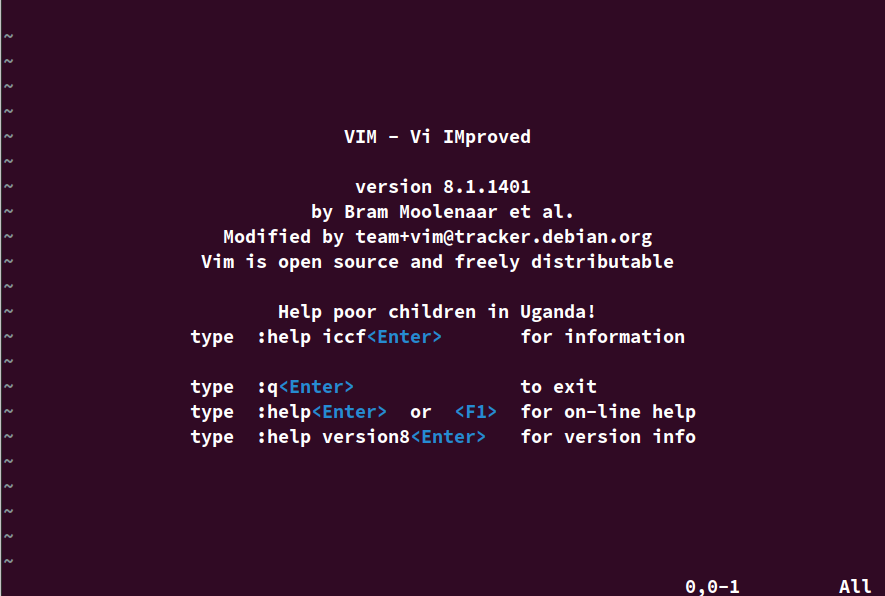 ~
~
~
~
~ VIM - Vi IMproved
~
~ version 8.1.1401
~ by Bram Moolenaar et al.
~ Modified by team+vim@tracker.debian.org
~ Vim is open source and freely distributable
~
~ Help poor children in Uganda!
~ type :help iccf<Enter> for information
~
~ type :q<Enter> to exit
~ type :help<Enter> or <F1> for on-line help
~ type :help version8<Enter> for version info
~
~
~
~
~
0,0-1 All